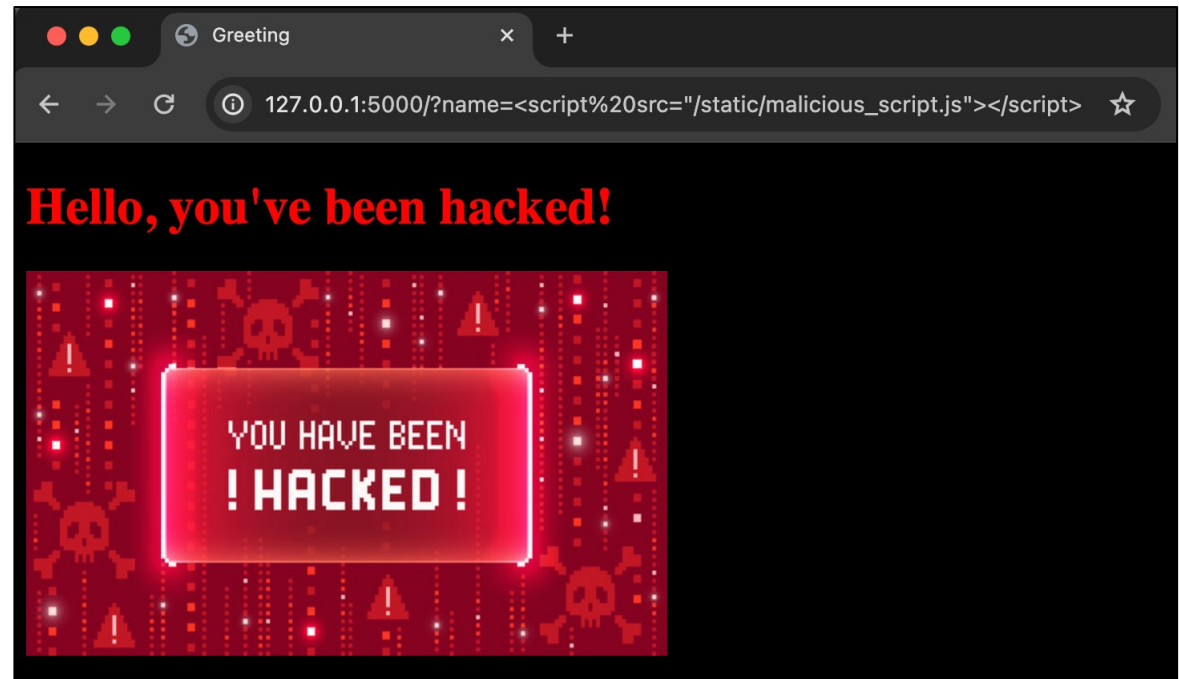 Greeting
127.0.0.1:5000/?name=<script%20src="/static/malicious_script.js"></script>
Hello, you've been hacked!
YOU HAVE BEEN
!HACKED!